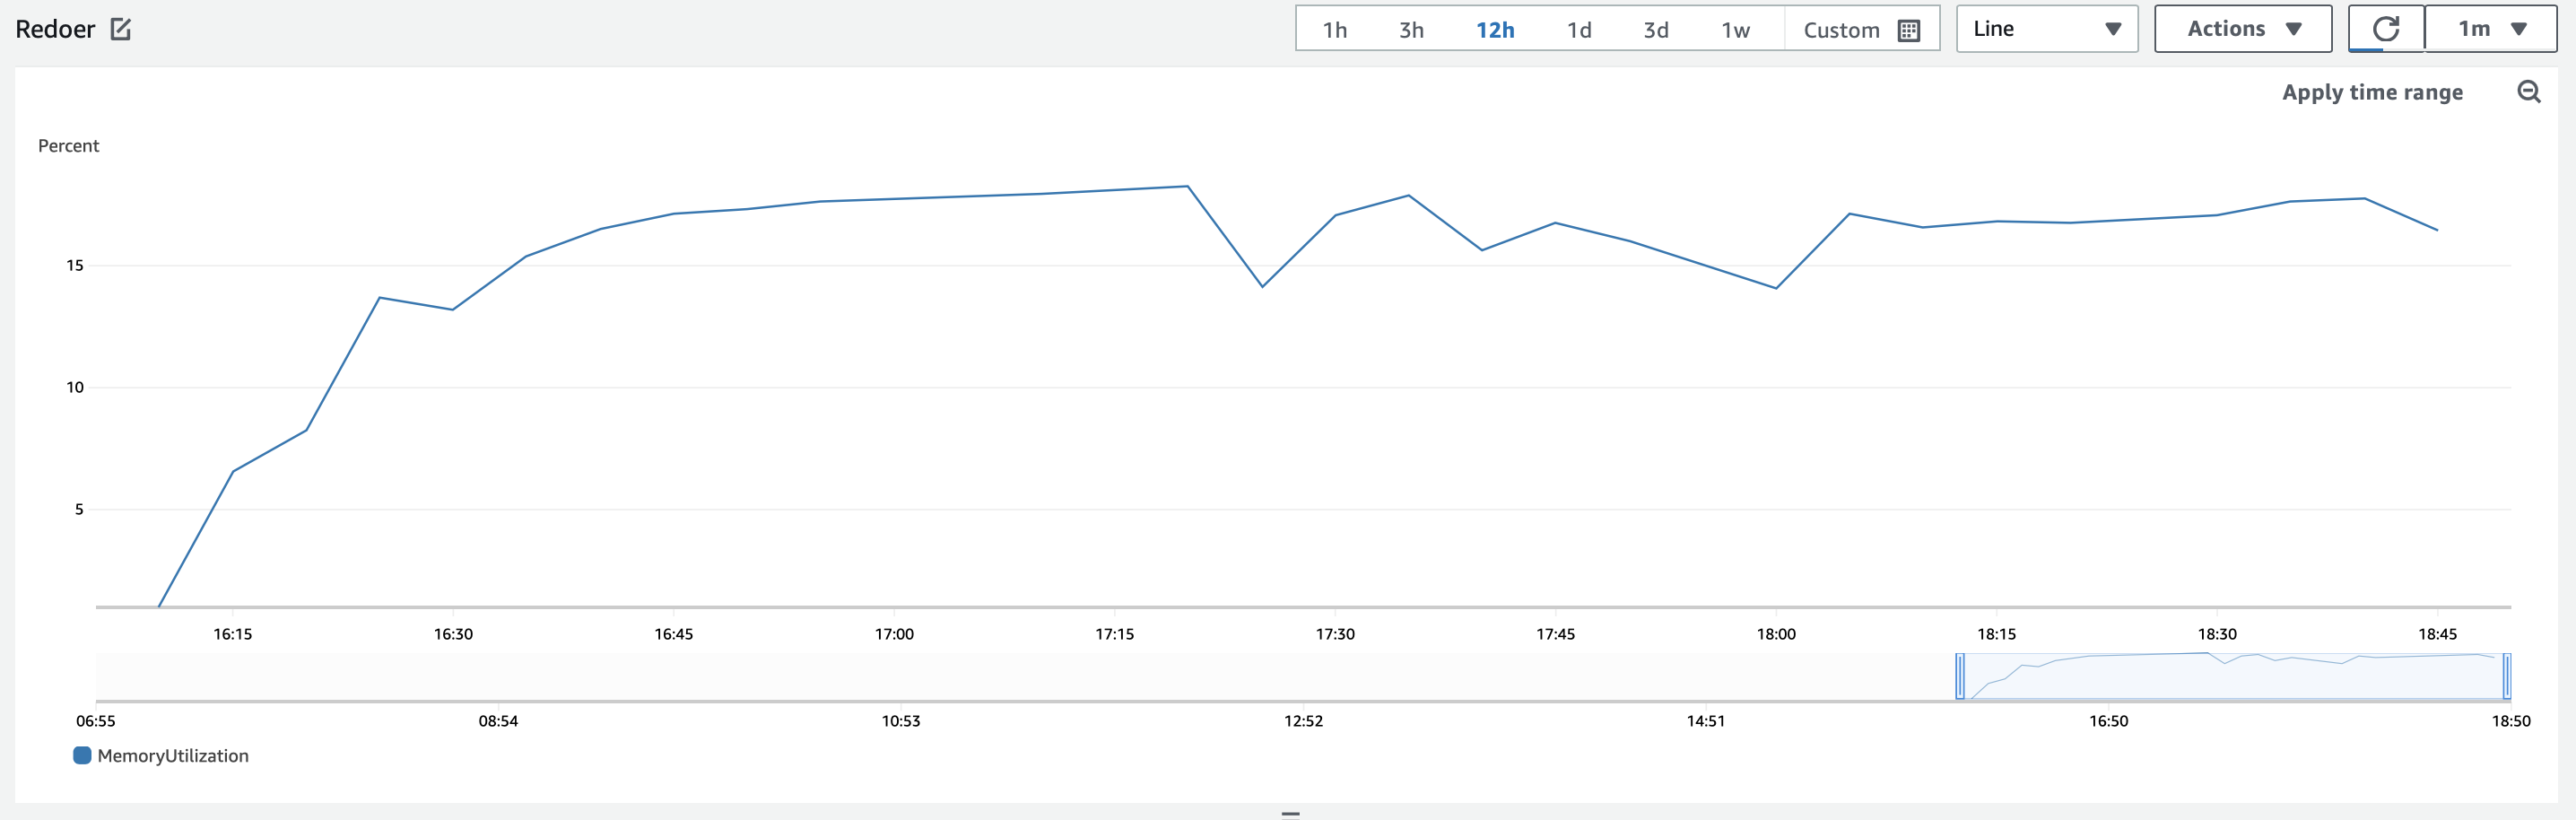 Redoer 1h 3h 12h 1d 3d 1w Custom Line Actions 1m
Apply time range
Percent
15
10
5
16:15 16:30 16:45 17:00 17:15 17:30 17:45 18:00 18:15 18:30 18:45
06:55 08:54 10:53 12:52 14:51 16:50 18:50
MemoryUtilization